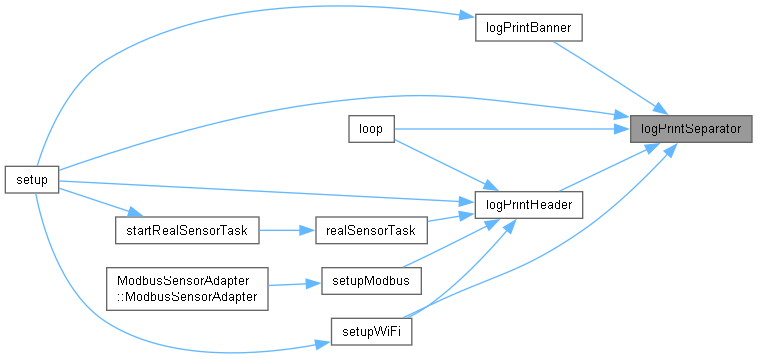 logPrintBanner
logPrintSeparator
loop
setup
logPrintHeader
startRealSensorTask
realSensorTask
ModbusSensorAdapter
::ModbusSensorAdapter
setupModbus
setupWiFi